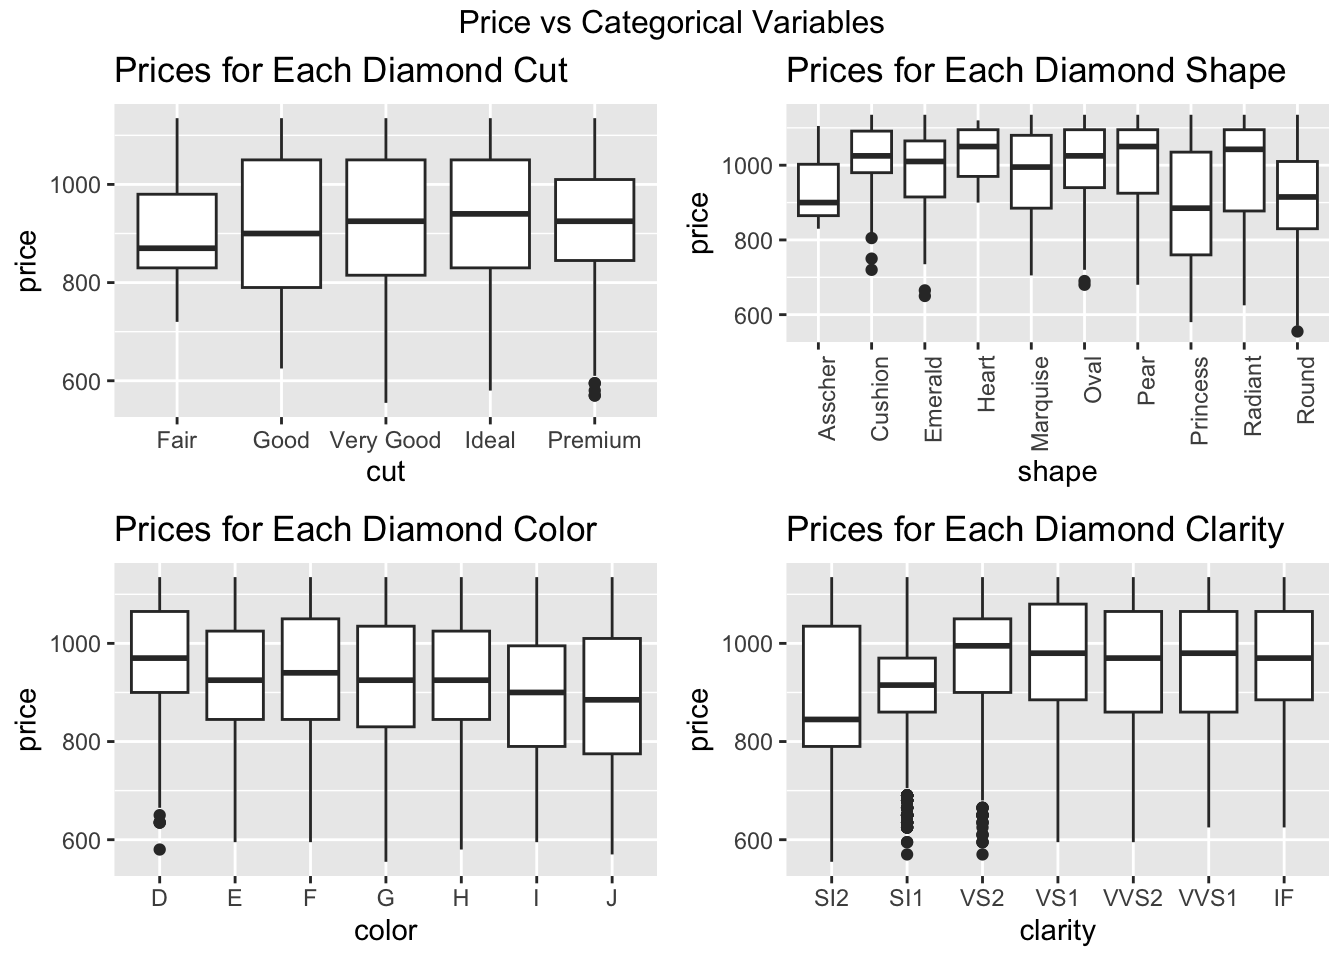 Price vs Categorical Variables
Prices for Each Diamond Cut
price
1000
800
600
Fair Good Very Good Ideal Premium
cut
Prices for Each Diamond Shape
price
1000
800
600
Asscher
Cushion
Emerald
Heart
Marquise
Oval
Pear
Princess
Radiant
Round
shape
Prices for Each Diamond Color
price
1000
800
600
D E F G H I J
color
Prices for Each Diamond Clarity
price
1000
800
600
SI2 SI1 VS2 VS1 VVS2 VVS1 IF
clarity